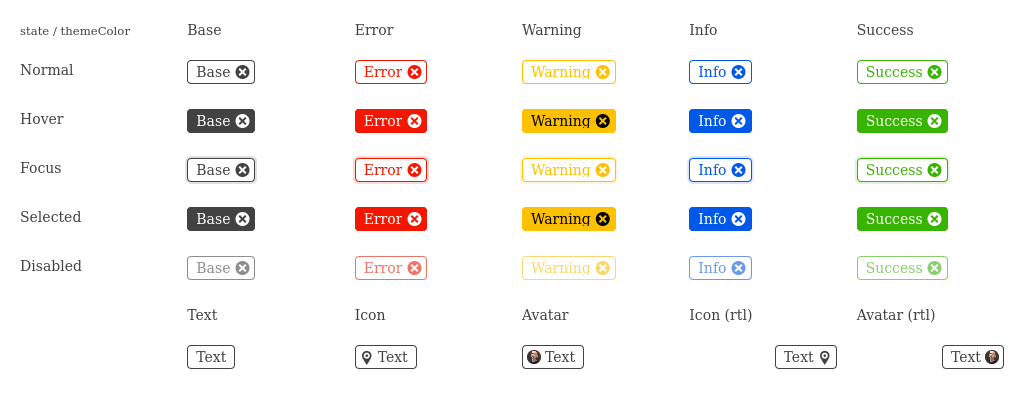 state / themeColor Base Error Warning Info Success
Normal Base Error Warning Info Success
Hover Base Error Warning Info Success
Focus Base Error Warning Info Success
Selected Base Error Warning Info Success
Disabled Base Error Warning Info Success
Text Icon Avatar Icon (rtl) Avatar (rtl)
Text Text Text Text Text